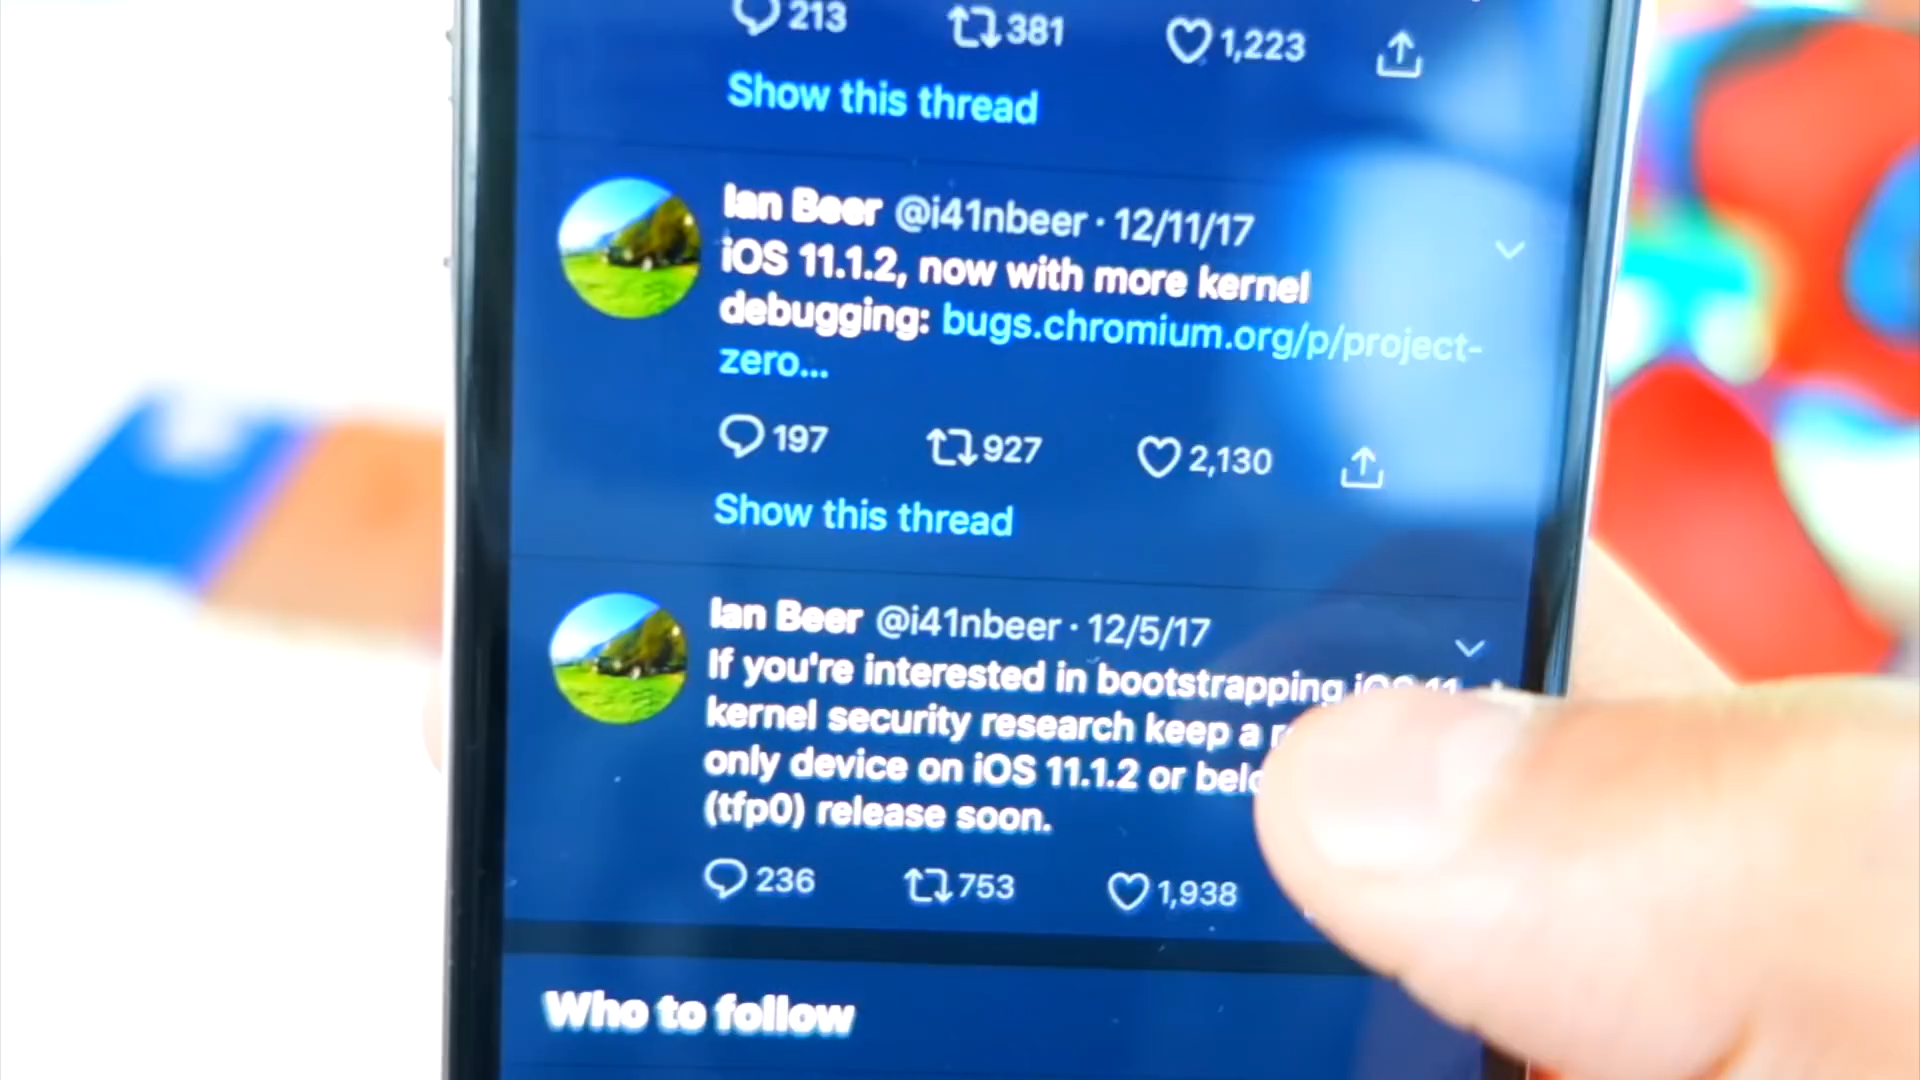 213 381 1,223
Show this thread
Ian Beer @i41nbeer · 12/11/17
iOS 11.1.2, now with more kernel
debugging: bugs.chromium.org/p/project-
zero...
197 927 2,130
Show this thread
Ian Beer @i41nbeer · 12/5/17
If you're interested in bootstrapping iOS 11
kernel security research keep a
only device on iOS 11.1.2 or
(tfp0) release soon.
236 753 1,938
Who to follow